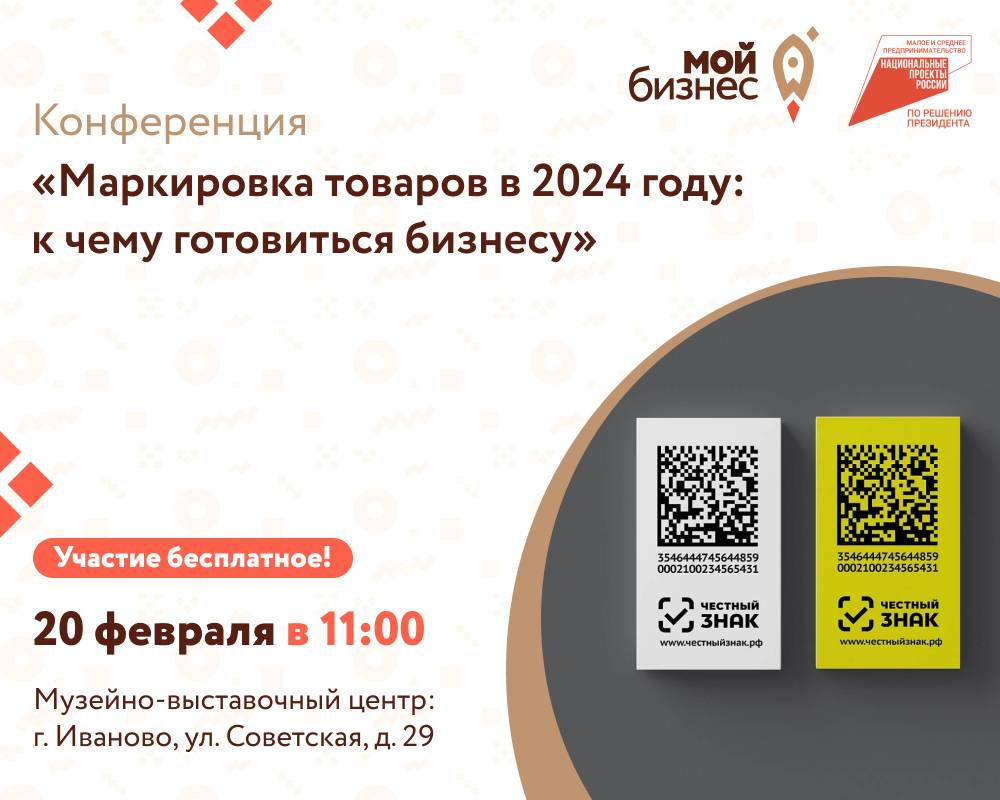 мой
бизнес
МАЛОЕ И СРЕДНЕЕ
ПРЕДПРИНИМАТЕЛЬСТВО
НАЦИОНАЛЬНЫЕ
ПРОЕКТЫ
РОССИИ
ПО РЕШЕНИЮ
ПРЕЗИДЕНТА
Конференция
«Маркировка товаров в 2024 году:
к чему готовиться бизнесу»
Участие бесплатное!
20 февраля в 11:00
Музейно-выставочный центр:
г. Иваново, ул. Советская, д. 29
3546444745644859
0002100234565431
ЧЕСТНЫЙ
ЗНАК
www.честныйзнак.рф
3546444745644859
0002100234565431
ЧЕСТНЫЙ
ЗНАК
www.честныйзнак.рф